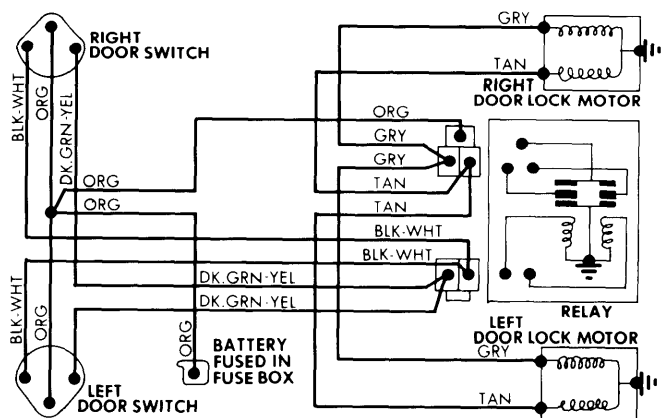 RIGHT
DOOR SWITCH
BLK-WHT
ORG
DK.GRN-YEL
GRY
TAN
RIGHT
DOOR LOCK MOTOR
ORG
GRY
GRY
TAN
TAN
BLK-WHT
BLK-WHT
DK.GRN-YEL
DK.GRN-YEL
ORG
ORG
RELAY
BLK-WHT
ORG
ORG
BATTERY
FUSED IN
FUSE BOX
LEFT
DOOR SWITCH
LEFT
DOOR LOCK MOTOR
GRY
TAN